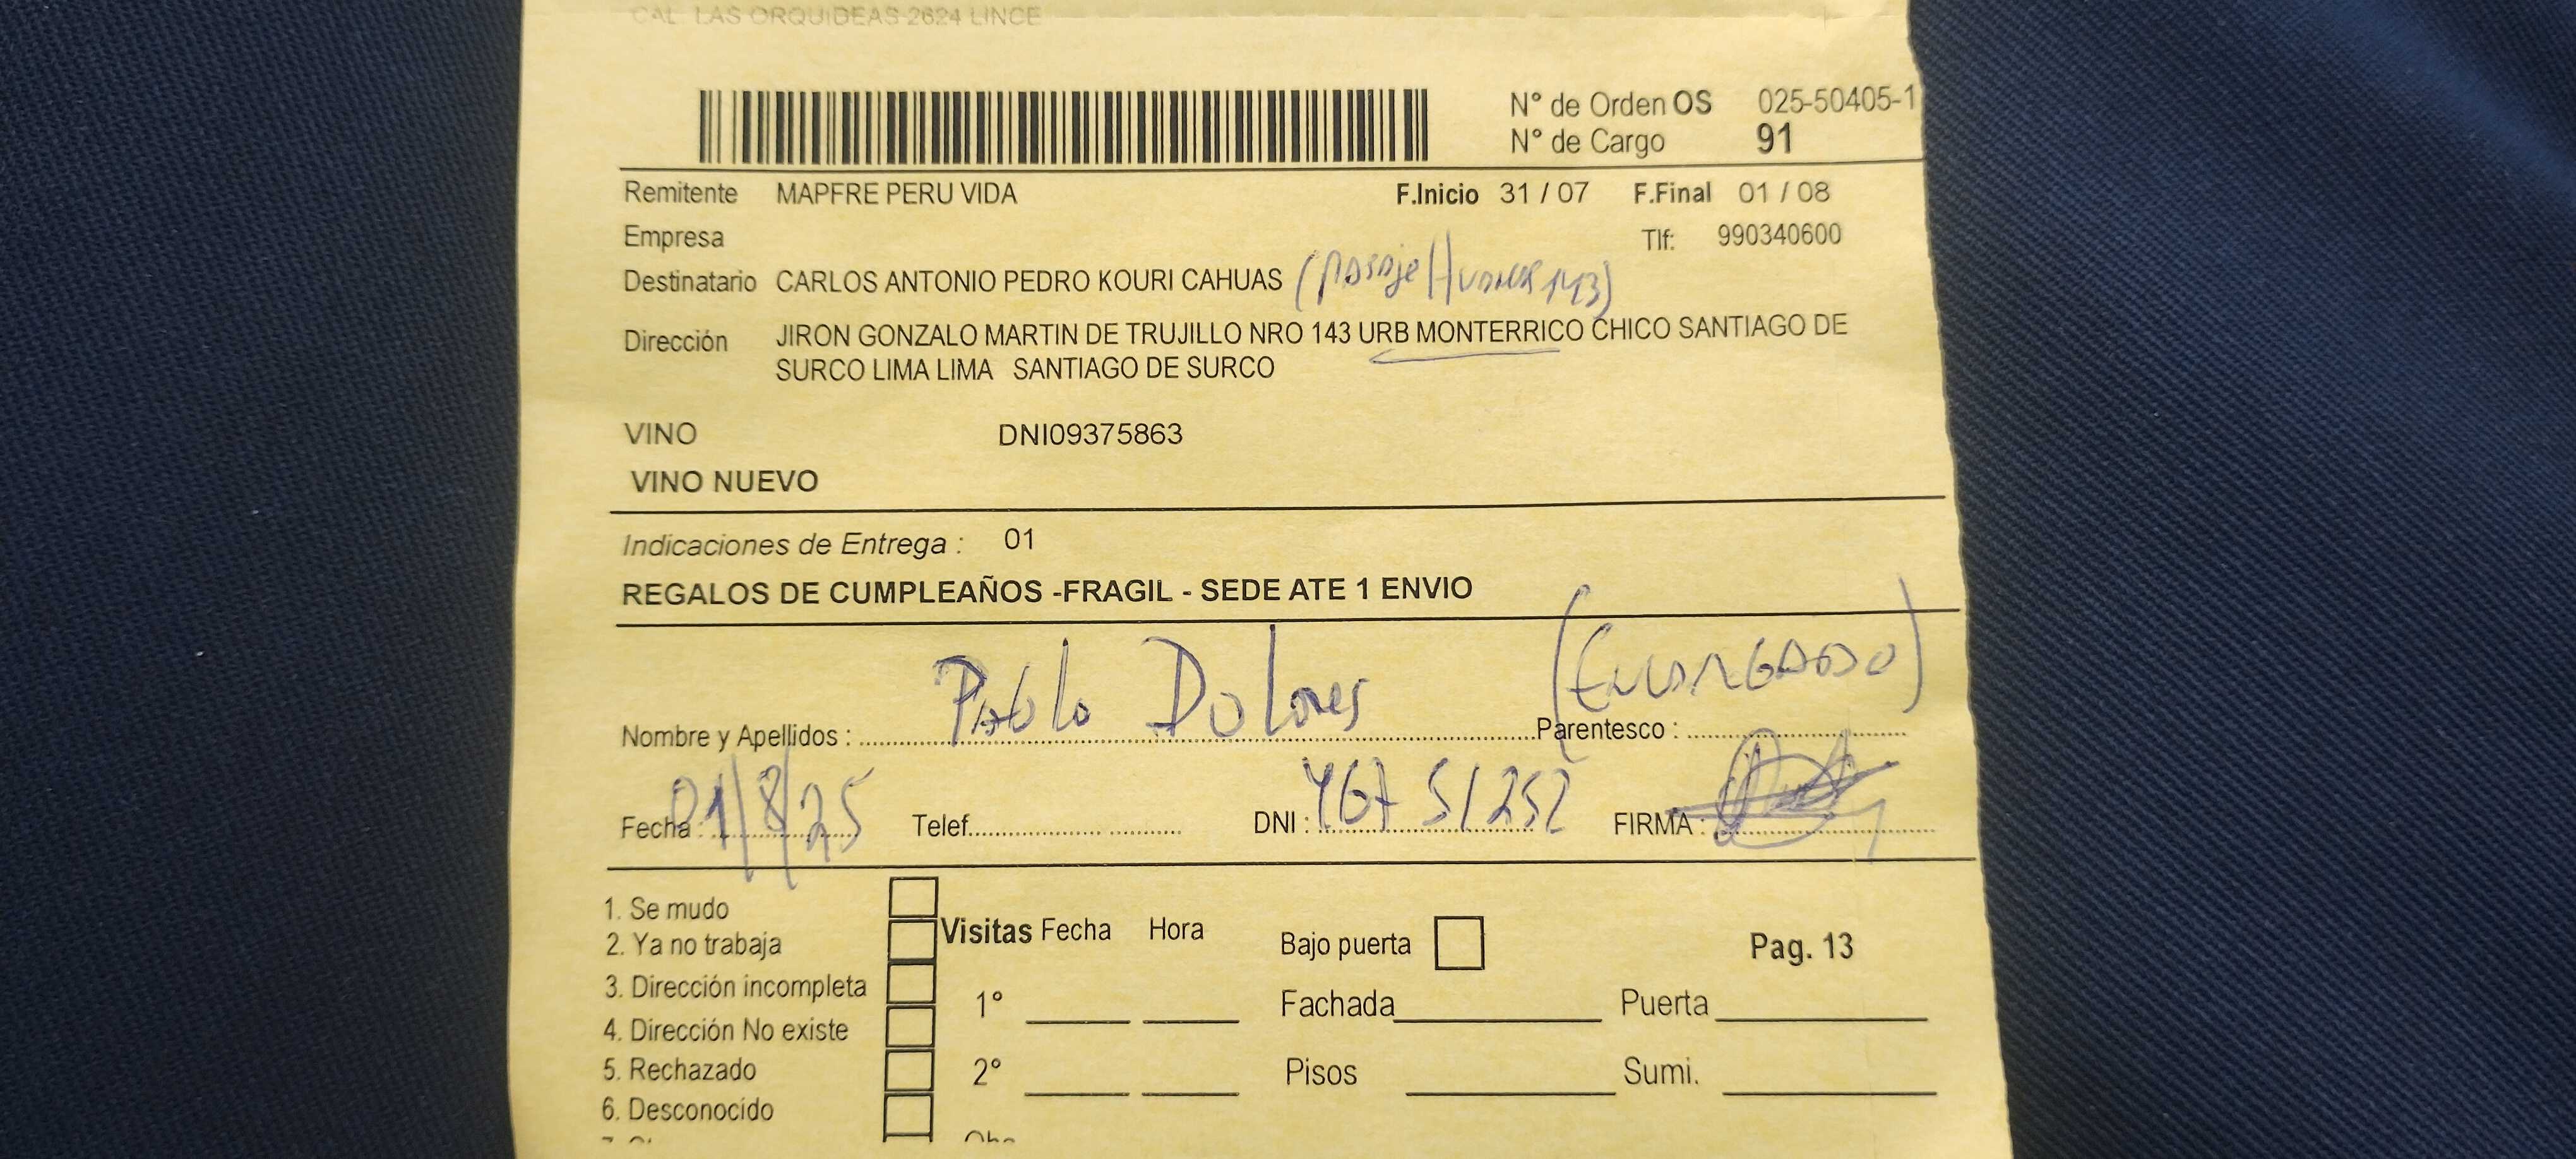 CAL LAS ORQUIDEAS 2624 LINCE
N° de Orden OS 025-50405-1
N° de Cargo 91
Remitente MAPFRE PERU VIDA F.Inicio 31 / 07 F.Final 01 / 08
Empresa Tlf: 990340600
Destinatario CARLOS ANTONIO PEDRO KOURI CAHUAS (Pasaje 143)
Dirección JIRON GONZALO MARTIN DE TRUJILLO NRO 143 URB MONTERRICO CHICO SANTIAGO DE
SURCO LIMA LIMA SANTIAGO DE SURCO
VINO DNI09375863
VINO NUEVO
Indicaciones de Entrega : 01
REGALOS DE CUMPLEAÑOS -FRAGIL - SEDE ATE 1 ENVIO
Nombre y Apellidos : Pablo Dolores Parentesco : (Encargado)
Fecha : 01/8/25 Telef. DNI : 46751252 FIRMA :
1. Se mudo
2. Ya no trabaja
3. Dirección incompleta
4. Dirección No existe
5. Rechazado
6. Desconocido
Visitas Fecha Hora
1°
2°
Bajo puerta Pag. 13
Fachada Puerta
Pisos Sumi.